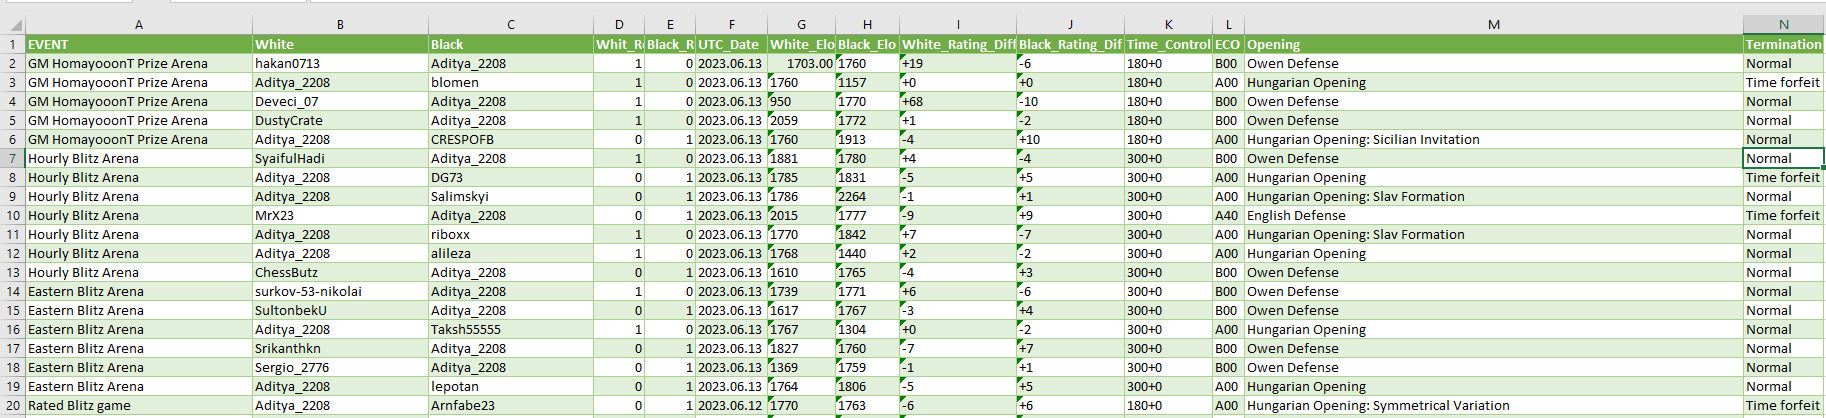 A B C D E F G H I J K L M N
1 EVENT White Black Whit_R Black_R UTC_Date White_Elo Black_Elo White_Rating_Diff Black_Rating_Dif Time_Control ECO Opening Termination
2 GM HomayooonT Prize Arena hakan0713 Aditya_2208 1 0 2023.06.13 1703.00 1760 +19 -6 180+0 B00 Owen Defense Normal
3 GM HomayooonT Prize Arena Aditya_2208 blomen 1 0 2023.06.13 1760 1157 +0 +0 180+0 A00 Hungarian Opening Time forfeit
4 GM HomayooonT Prize Arena Deveci_07 Aditya_2208 1 0 2023.06.13 950 1770 +68 -10 180+0 B00 Owen Defense Normal
5 GM HomayooonT Prize Arena DustyCrate Aditya_2208 1 0 2023.06.13 2059 1772 +1 -2 180+0 B00 Owen Defense Normal
6 GM HomayooonT Prize Arena Aditya_2208 CRESPOFB 0 1 2023.06.13 1760 1913 -4 +10 180+0 A00 Hungarian Opening: Sicilian Invitation Normal
7 Hourly Blitz Arena SyaifulHadi Aditya_2208 1 0 2023.06.13 1881 1780 +4 -4 300+0 B00 Owen Defense Normal
8 Hourly Blitz Arena Aditya_2208 DG73 0 1 2023.06.13 1785 1831 -5 +5 300+0 A00 Hungarian Opening Time forfeit
9 Hourly Blitz Arena Aditya_2208 Salimskyi 0 1 2023.06.13 1786 2264 -1 +1 300+0 A00 Hungarian Opening: Slav Formation Normal
10 Hourly Blitz Arena MrX23 Aditya_2208 0 1 2023.06.13 2015 1777 -9 +9 300+0 A40 English Defense Time forfeit
11 Hourly Blitz Arena Aditya_2208 riboxx 1 0 2023.06.13 1770 1842 +7 -7 300+0 A00 Hungarian Opening: Slav Formation Normal
12 Hourly Blitz Arena Aditya_2208 alileza 1 0 2023.06.13 1768 1440 +2 -2 300+0 A00 Hungarian Opening Normal
13 Hourly Blitz Arena ChessButz Aditya_2208 0 1 2023.06.13 1610 1765 -4 +3 300+0 B00 Owen Defense Normal
14 Eastern Blitz Arena surkov-53-nikolai Aditya_2208 1 0 2023.06.13 1739 1771 +6 -6 300+0 B00 Owen Defense Normal
15 Eastern Blitz Arena SultonbekU Aditya_2208 0 1 2023.06.13 1617 1767 -3 +4 300+0 B00 Owen Defense Normal
16 Eastern Blitz Arena Aditya_2208 Taksh55555 1 0 2023.06.13 1767 1304 +0 -2 300+0 A00 Hungarian Opening Normal
17 Eastern Blitz Arena Srikanthkn Aditya_2208 0 1 2023.06.13 1827 1760 -7 +7 300+0 B00 Owen Defense Normal
18 Eastern Blitz Arena Sergio_2776 Aditya_2208 0 1 2023.06.13 1369 1759 -1 +1 300+0 B00 Owen Defense Normal
19 Eastern Blitz Arena Aditya_2208 lepotan 0 1 2023.06.13 1764 1806 -5 +5 300+0 A00 Hungarian Opening Normal
20 Rated Blitz game Aditya_2208 Arnfabe23 0 1 2023.06.12 1770 1763 -6 +6 180+0 A00 Hungarian Opening: Symmetrical Variation Time forfeit